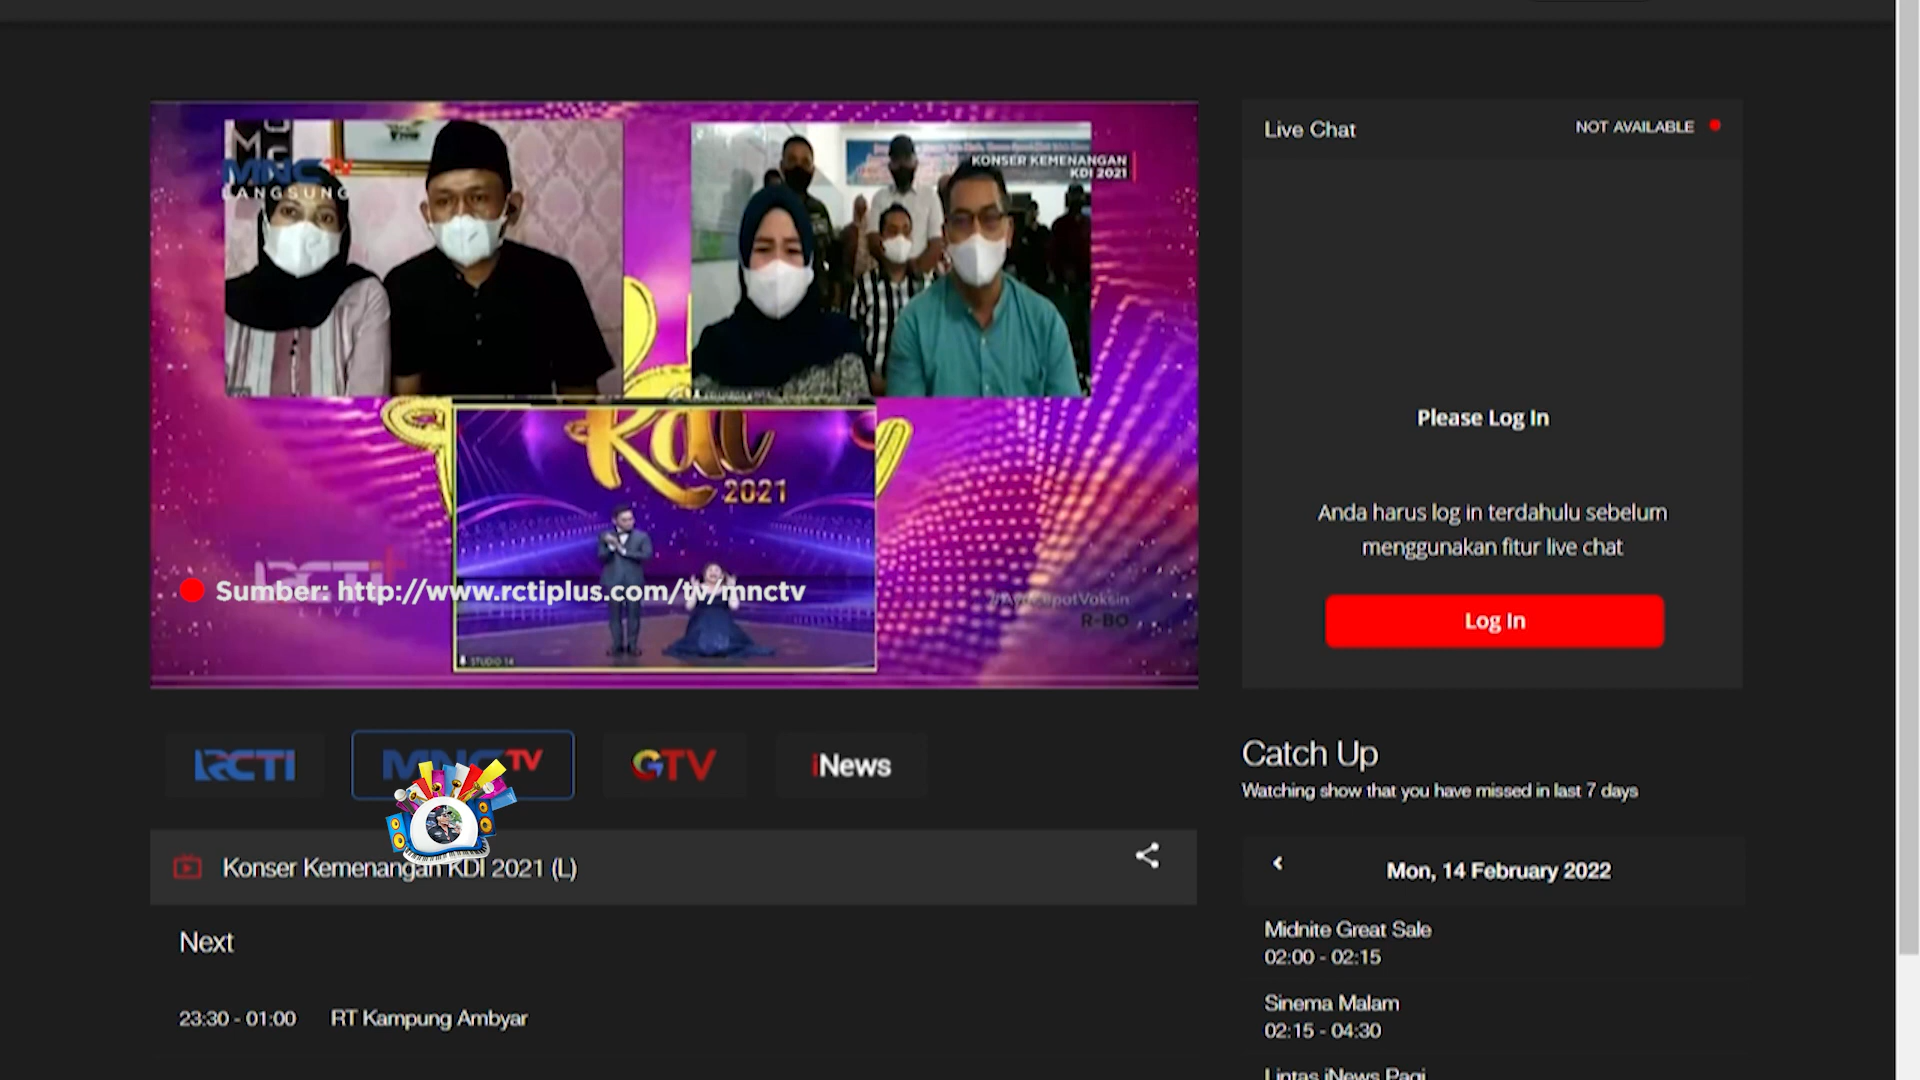 MNCTV
LANGSUNG
KONSER KEMENANGAN
KDI 2021
Kdi
2021
RCTI+
LIVE
Sumber: http://www.rctiplus.com/tv/mnctv
#AyoCepatVaksin
R-BO
STUDIO 14
Live Chat
NOT AVAILABLE
Please Log In
Anda harus log in terdahulu sebelum
menggunakan fitur live chat
Log In
RCTI
MNCTV
GTV
iNews
Konser Kemenangan KDI 2021 (L)
Next
23:30 - 01:00 RT Kampung Ambyar
Catch Up
Watching show that you have missed in last 7 days
Mon, 14 February 2022
Midnite Great Sale
02:00 - 02:15
Sinema Malam
02:15 - 04:30
Lintas iNews Pagi